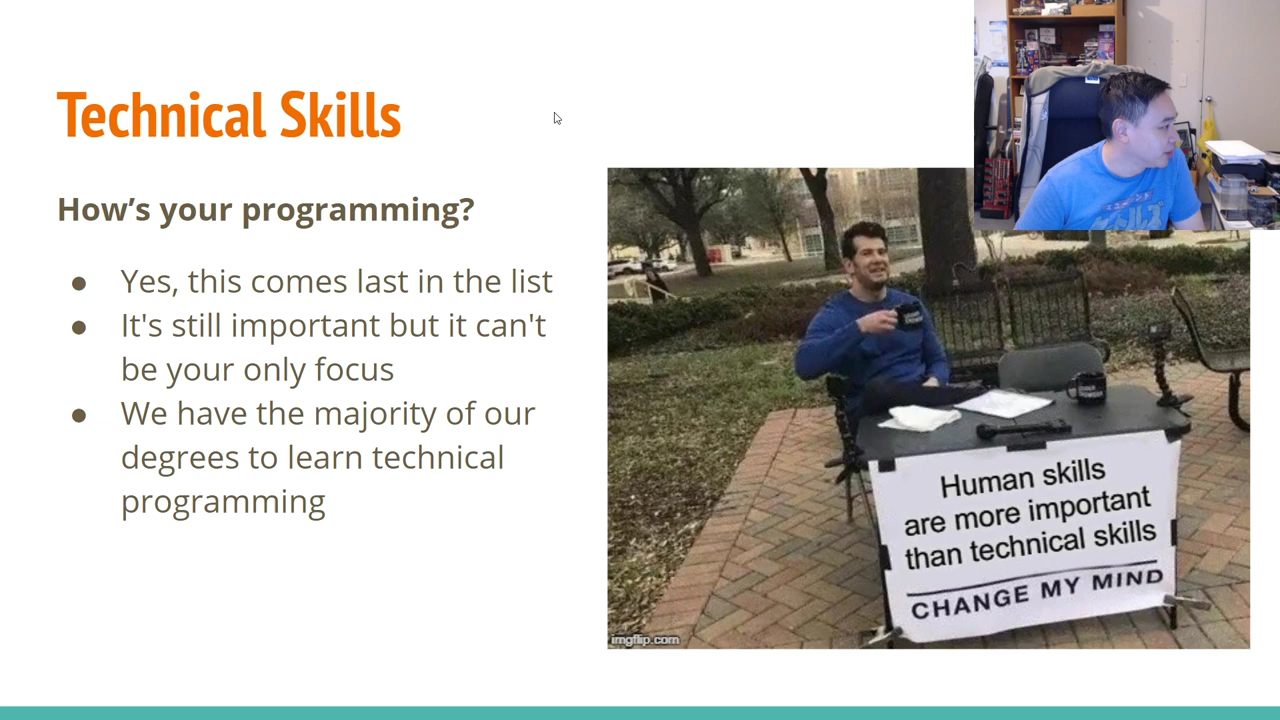 Technical Skills
How’s your programming?
● Yes, this comes last in the list
● It's still important but it can't
be your only focus
● We have the majority of our
degrees to learn technical
programming
Human skills
are more important
than technical skills
CHANGE MY MIND
imgflip.com